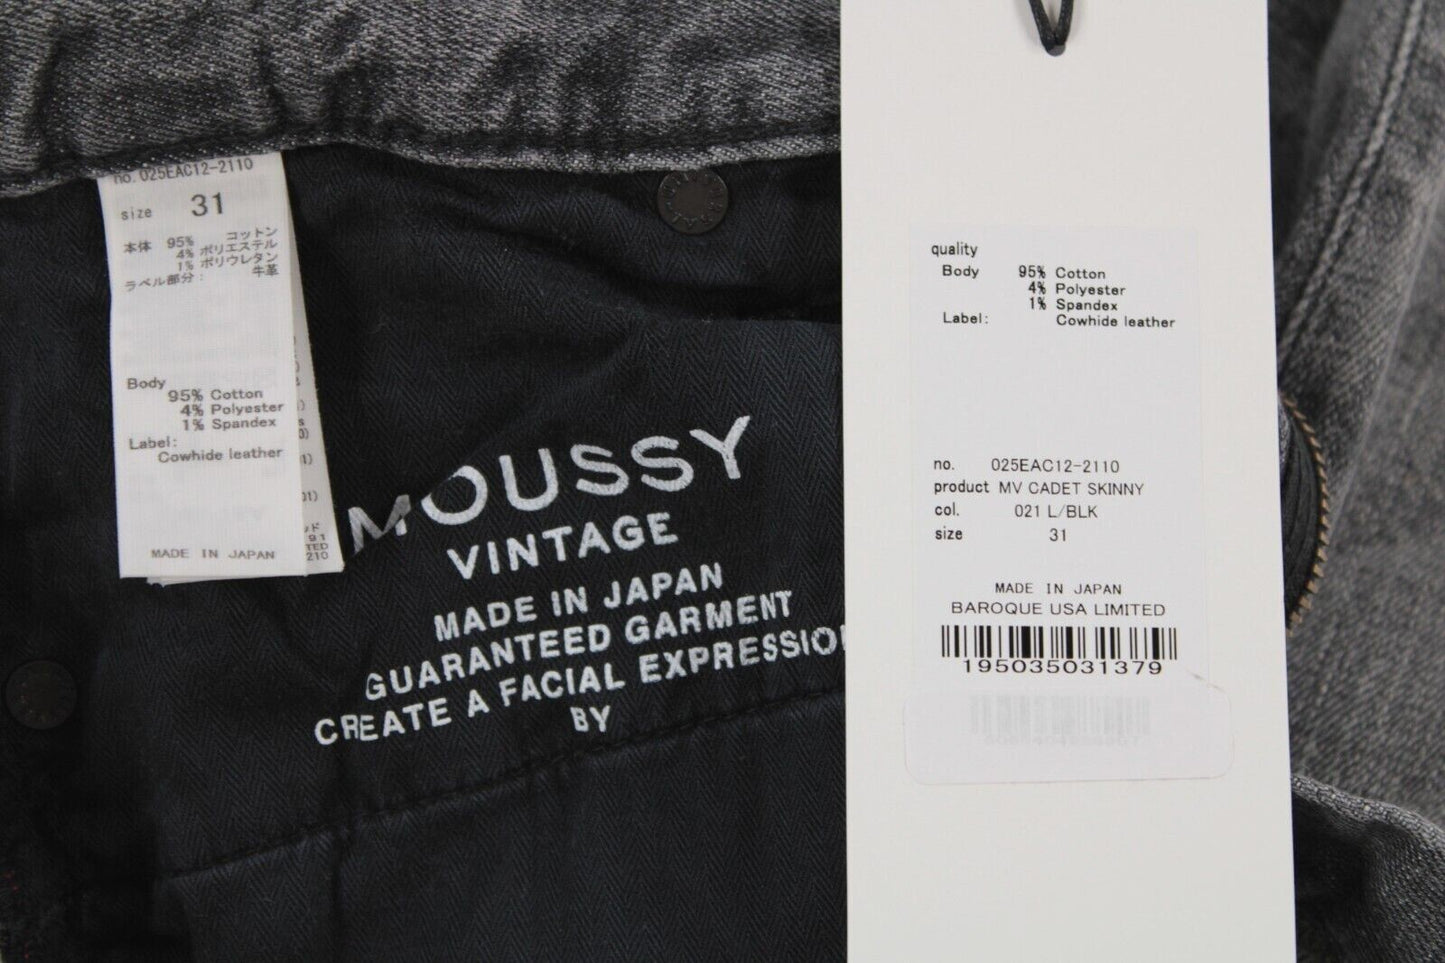 no. 025EAC12-2110
size 31
本体 95% コットン
4% ポリエステル
1% ポリウレタン
ラベル部分: 牛革
Body
95% Cotton
4% Polyester
1% Spandex
Label:
Cowhide leather
MADE IN JAPAN
MOUSSY
VINTAGE
MADE IN JAPAN
GUARANTEED GARMENT
CREATE A FACIAL EXPRESSIO
BY
quality
Body 95% Cotton
4% Polyester
1% Spandex
Label: Cowhide leather
no. 025EAC12-2110
product MV CADET SKINNY
col. 021 L/BLK
size 31
MADE IN JAPAN
BAROQUE USA LIMITED
195035031379